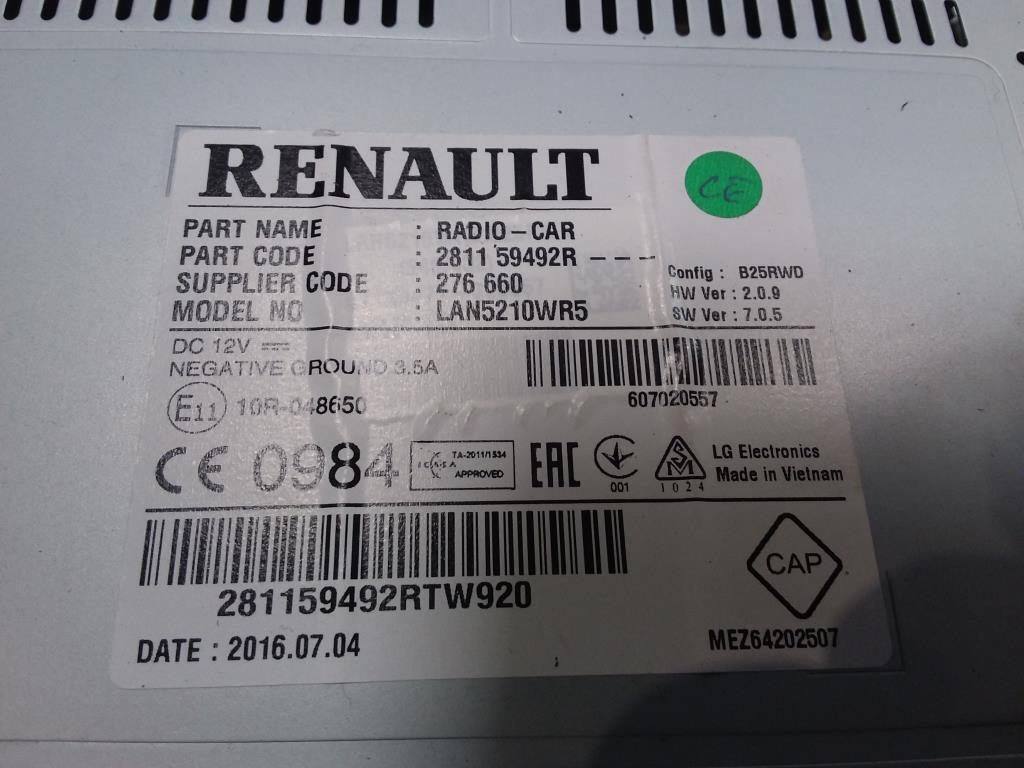 RENAULT
CE
PART NAME : RADIO-CAR
PART CODE : 2811 59492R ---
SUPPLIER CODE : 276 660
MODEL NO : LAN5210WR5
Config : B25RWD
HW Ver : 2.0.9
SW Ver : 7.0.5
DC 12V
NEGATIVE GROUND 3.5A
607020557
E11 10R-048650
CE 0984
ICASA
TA-2011/1534
APPROVED
EAC
001
SM
1024
LG Electronics
Made in Vietnam
281159492RTW920
CAP
DATE : 2016.07.04
MEZ64202507